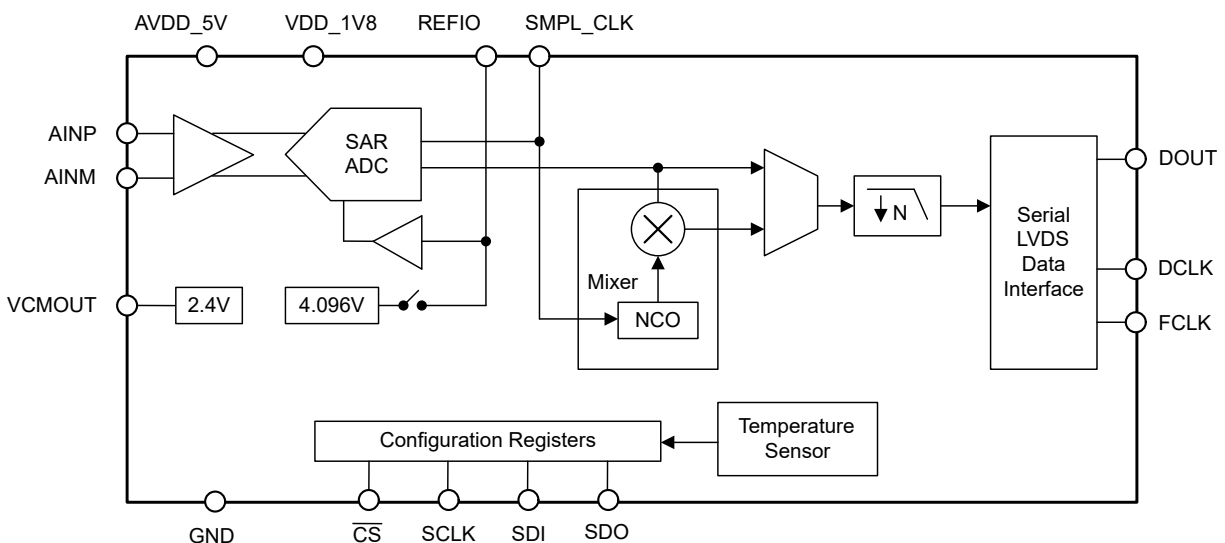 AVDD_5V
VDD_1V8
REFIO
SMPL_CLK
AINP
AINM
SAR
ADC
DOUT
N
Serial
LVDS
Data
Interface
Mixer
DCLK
VCMOUT
2.4V
4.096V
NCO
FCLK
Configuration Registers
Temperature
Sensor
GND
CS
SCLK
SDI
SDO